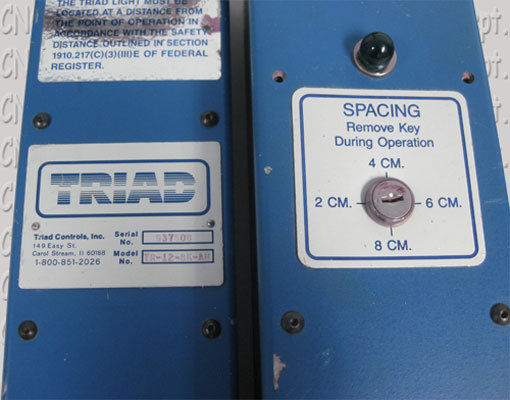 THE TRIAD LIGHT MUST BE
LOCATED AT A DISTANCE FROM
THE POINT OF OPERATION IN
ACCORDANCE WITH THE SAFETY
DISTANCE OUTLINED IN SECTION
1910.217(C)(3)(III)E OF FEDERAL
REGISTER.
TRIAD
Triad Controls, Inc.
149 Easy St.
Carol Stream, Il 60188
1-800-851-2026
Serial
No.
Model
No.
SPACING
Remove Key
During Operation
4 CM.
2 CM.
6 CM.
8 CM.